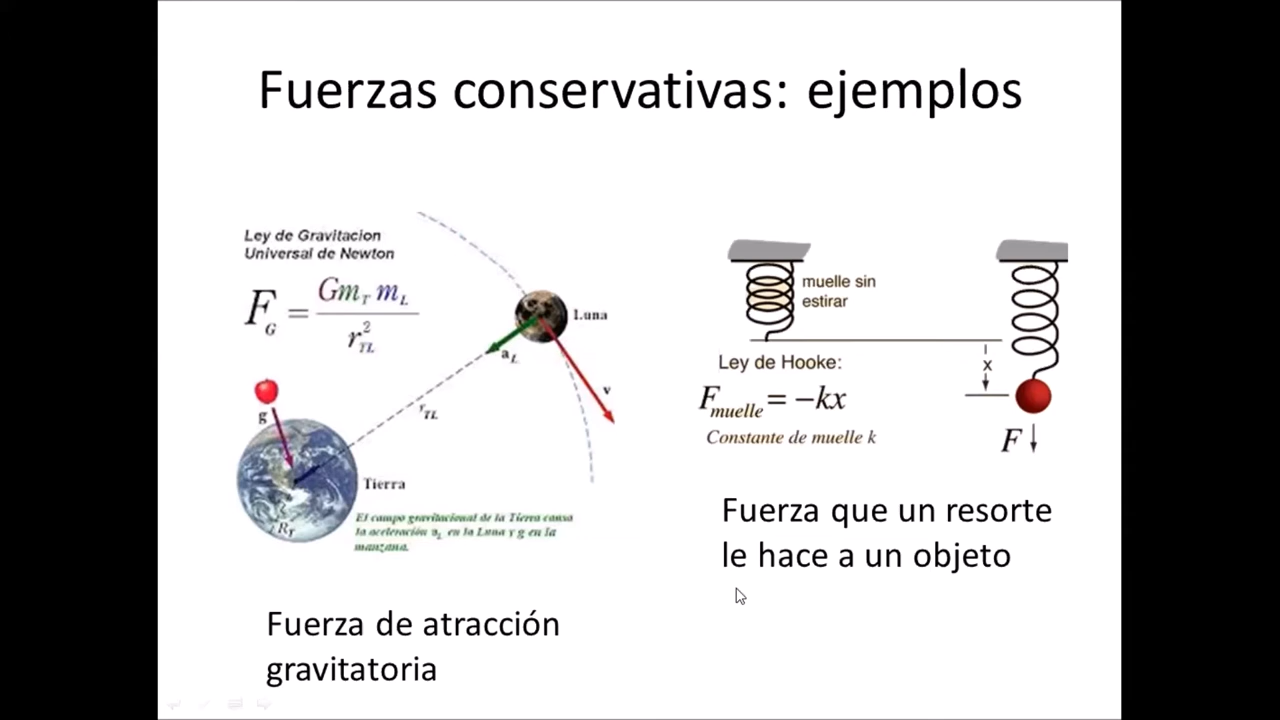 Fuerzas conservativas: ejemplos
Ley de Gravitacion
Universal de Newton
F_G = Gm_T m_L / r²_TL
Luna
a_L
v
r_TL
g
Tierra
R_T
El campo gravitacional de la Tierra causa
la aceleración a_L en la Luna y g en la
manzana.
Fuerza de atracción
gravitatoria
muelle sin
estirar
x
Ley de Hooke:
F_muelle = -kx
Constante de muelle k
F
Fuerza que un resorte
le hace a un objeto